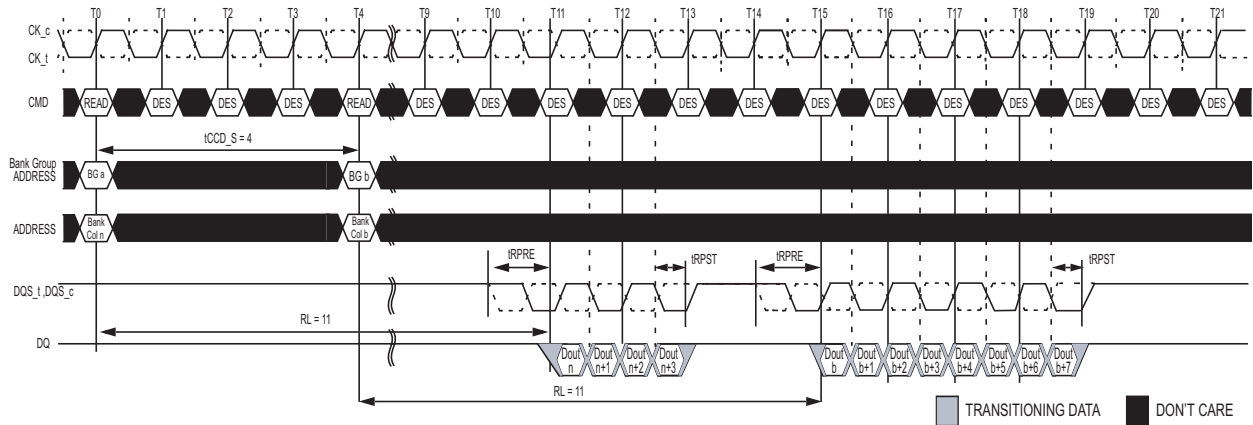 T0 T1 T2 T3 T4 T9 T10 T11 T12 T13 T14 T15 T16 T17 T18 T19 T20 T21
CK_c
CK_t
CMD READ DES DES DES READ DES DES DES DES DES DES DES DES DES DES DES DES DES
tCCD_S = 4
Bank Group
ADDRESS
BG a BG b
ADDRESS
Bank
Col n
Bank
Col b
tRPRE tRPST tRPRE tRPST
DQS_t ,DQS_c
RL = 11
DQ
Dout
n
Dout
n+1
Dout
n+2
Dout
n+3
Dout
b
Dout
b+1
Dout
b+2
Dout
b+3
Dout
b+4
Dout
b+5
Dout
b+6
Dout
b+7
RL = 11
TRANSITIONING DATA DON'T CARE